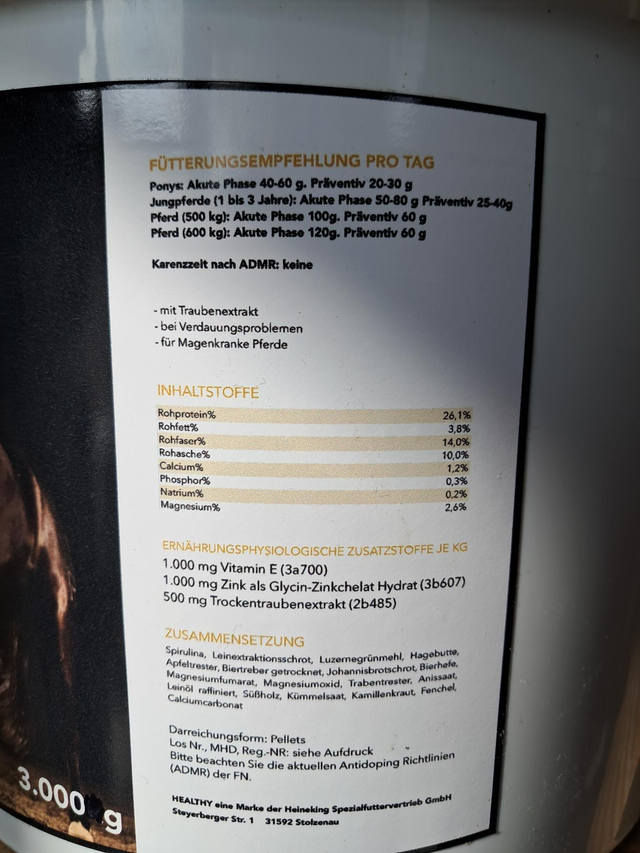 FÜTTERUNGSEMPFEHLUNG PRO TAG
Ponys: Akute Phase 40-60 g. Präventiv 20-30 g
Jungpferde (1 bis 3 Jahre): Akute Phase 50-80 g Präventiv 25-40g
Pferd (500 kg): Akute Phase 100g. Präventiv 60 g
Pferd (600 kg): Akute Phase 120g. Präventiv 60 g
Karenzzeit nach ADMR: keine
- mit Traubenextrakt
- bei Verdauungsproblemen
- für Magenkranke Pferde
INHALTSTOFFE
Rohprotein% 26,1%
Rohfett% 3,8%
Rohfaser% 14,0%
Rohasche% 10,0%
Calcium% 1,2%
Phosphor% 0,3%
Natrium% 0,2%
Magnesium% 2,6%
ERNÄHRUNGSPHYSIOLOGISCHE ZUSATZSTOFFE JE KG
1.000 mg Vitamin E (3a700)
1.000 mg Zink als Glycin-Zinkchelat Hydrat (3b607)
500 mg Trockentraubenextrakt (2b485)
ZUSAMMENSETZUNG
Spirulina, Leinextraktionsschrot, Luzernegrünmehl, Hagebutte,
Apfeltrester, Biertreber getrocknet, Johannisbrotschrot, Bierhefe,
Magnesiumfumarat, Magnesiumoxid, Trabentrester, Anissaat,
Leinöl raffiniert, Süßholz, Kümmelsaat, Kamillenkraut, Fenchel,
Calciumcarbonat
Darreichungsform: Pellets
Los Nr., MHD, Reg.-NR: siehe Aufdruck
Bitte beachten Sie die aktuellen Antidoping Richtlinien
(ADMR) der FN.
HEALTHY eine Marke der Heineking Spezialfuttervertrieb GmbH
Steyerberger Str. 1 31592 Stolzenau
3.000 g